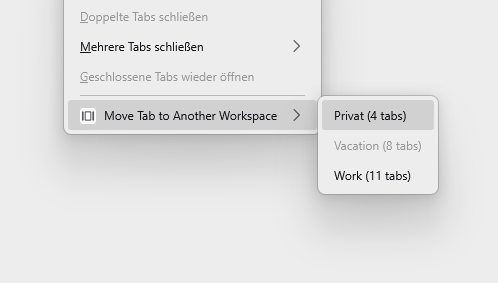 Doppelte Tabs schließen
Mehrere Tabs schließen
Geschlossene Tabs wieder öffnen
Move Tab to Another Workspace
Privat (4 tabs)
Vacation (8 tabs)
Work (11 tabs)